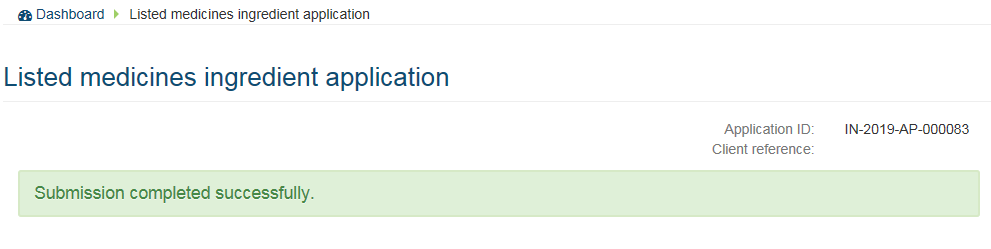 Dashboard Listed medicines ingredient application
Listed medicines ingredient application
Application ID: IN-2019-AP-000083
Client reference:
Submission completed successfully.